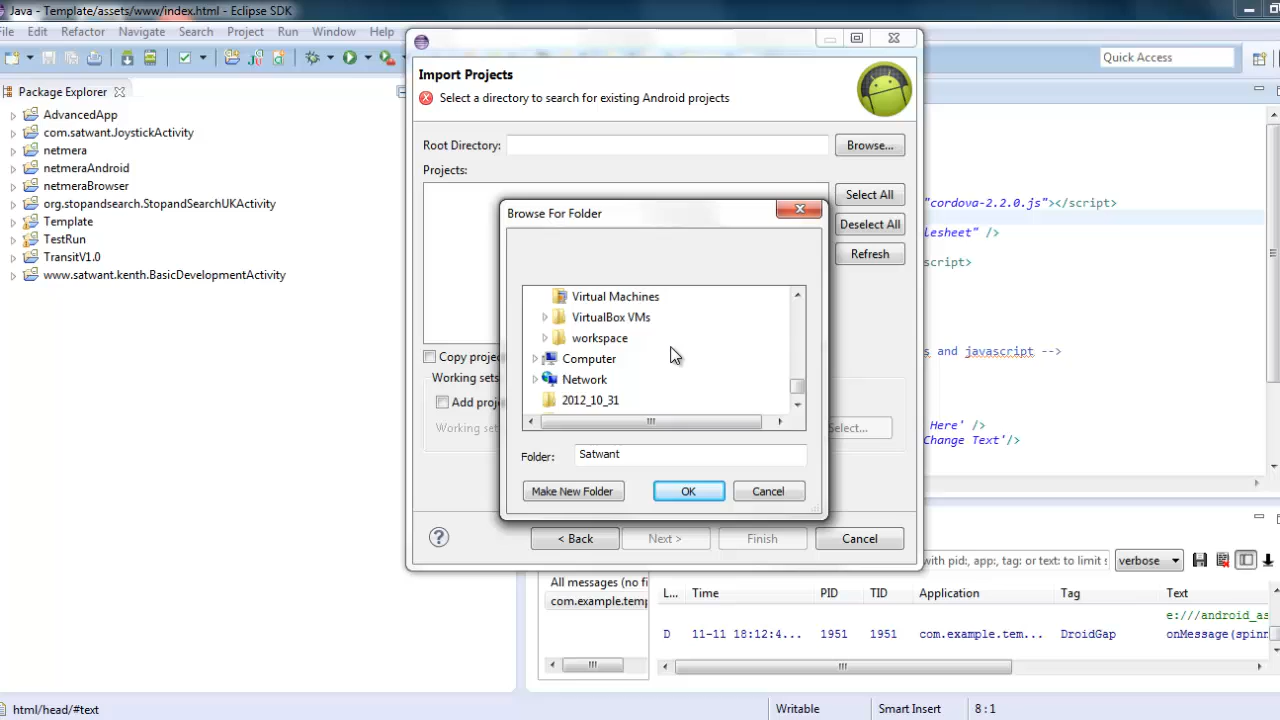 Java - Template/assets/www/index.html - Eclipse SDK
File Edit Refactor Navigate Search Project Run Window Help
Quick Access
Package Explorer
AdvancedApp
com.satwant.JoystickActivity
netmera
netmeraAndroid
netmeraBrowser
org.stopandsearch.StopandSearchUKActivity
Template
TestRun
TransitV1.0
www.satwant.kenth.BasicDevelopmentActivity
Import Projects
Select a directory to search for existing Android projects
Root Directory:
Browse...
Projects:
Select All
Deselect All
Refresh
Copy projec
Working sets
Add proje
Working set
Select...
< Back
Next >
Finish
Cancel
Browse For Folder
Virtual Machines
VirtualBox VMs
workspace
Computer
Network
2012_10_31
Folder: Satwant
Make New Folder
OK
Cancel
"cordova-2.2.0.js"></script>
lesheet" />
script>
s and javascript -->
Here' />
Change Text'/>
All messages (no fi
com.example.temp
with pid:, app:, tag: or text: to limit s
verbose
L... Time PID TID Application Tag Text
e:///android_as
D 11-11 18:12:4... 1951 1951 com.example.tem... DroidGap onMessage(spinn
html/head/#text
Writable
Smart Insert
8 : 1